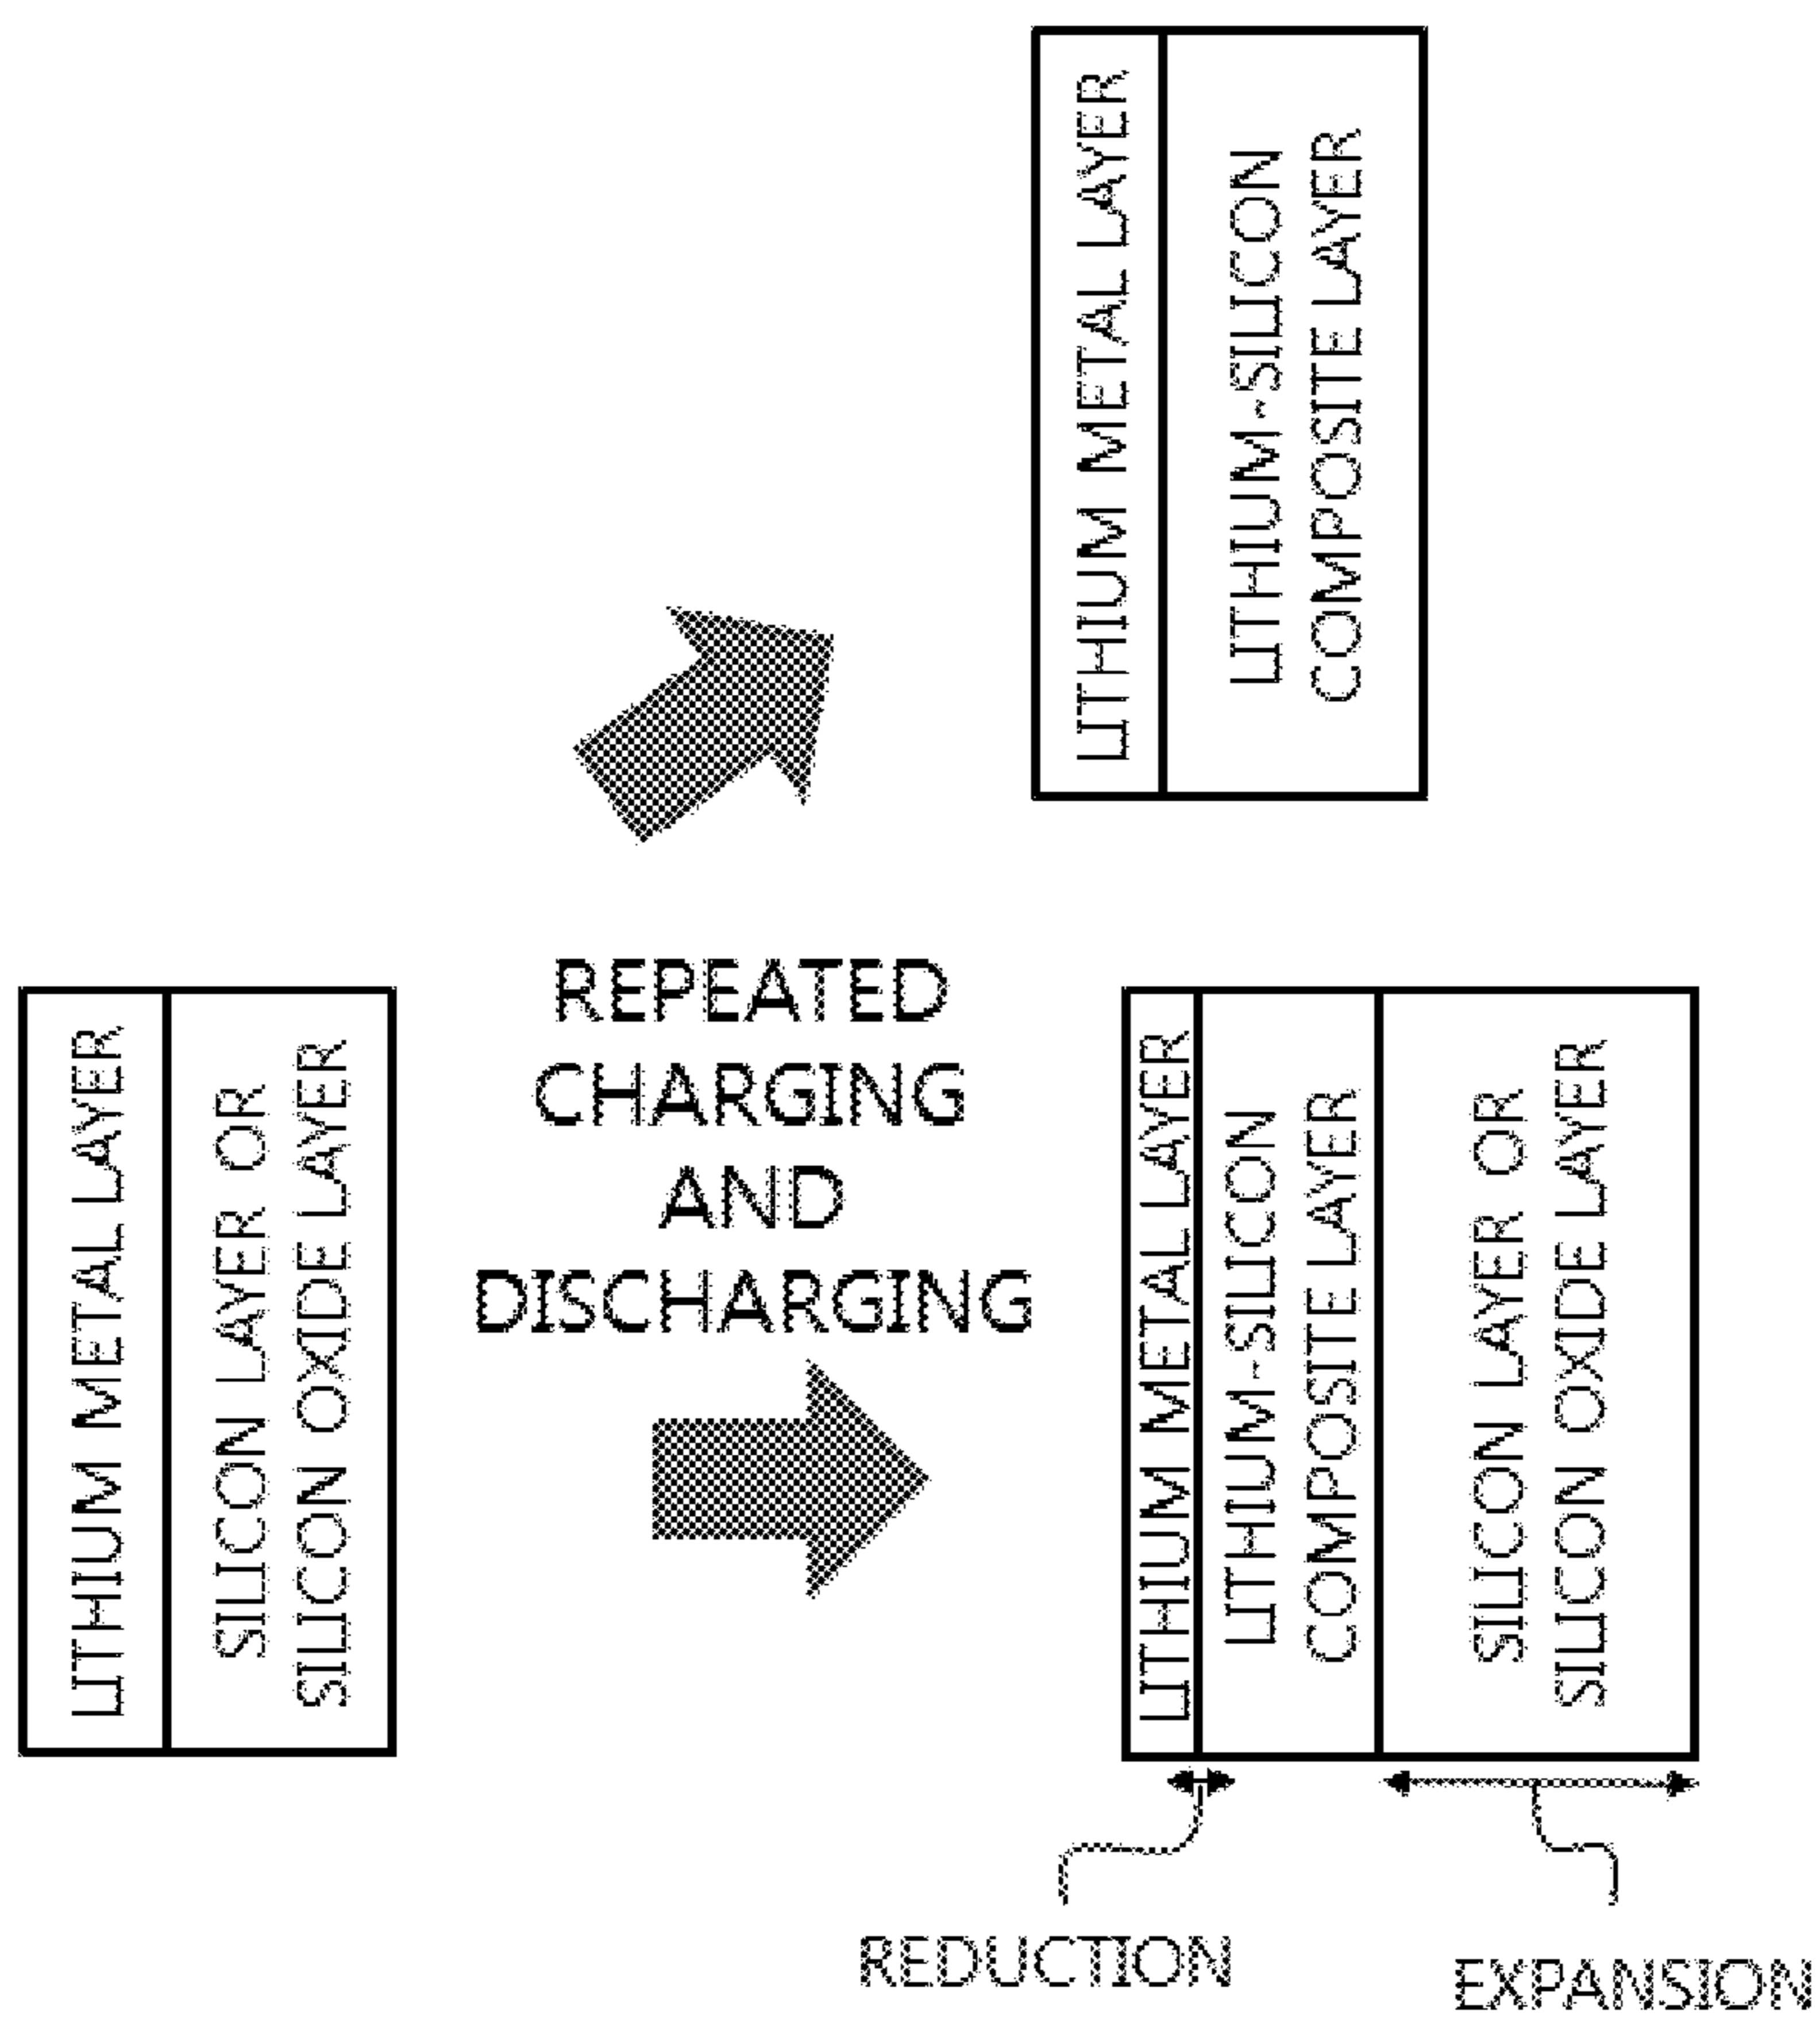 LITHIUM METAL LAYER
LITHIUM-SILICON
COMPOSITE LAYER
REPEATED
CHARGING
AND
DISCHARGING
LITHIUM METAL LAYER
SILICON LAYER OR
SILICON OXIDE LAYER
LITHIUM METAL LAYER
LITHIUM-SILICON
COMPOSITE LAYER
SILICON LAYER OR
SILICON OXIDE LAYER
REDUCTION
EXPANSION